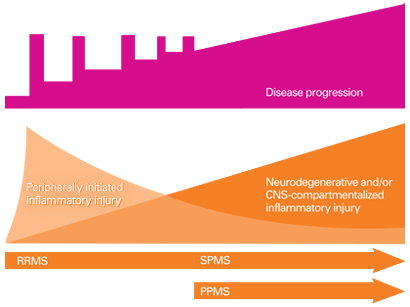 Disease progression
Peripherally initiated
inflammatory injury
Neurodegenerative and/or
CNS-compartmentalized
inflammatory injury
RRMS
SPMS
PPMS